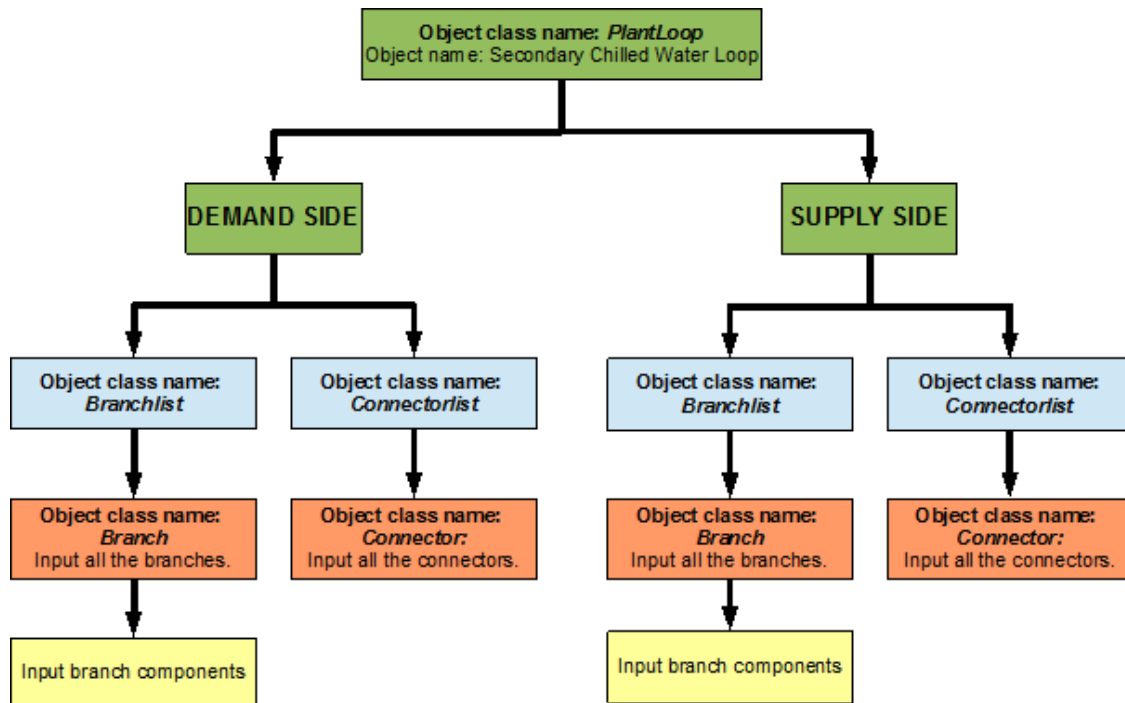 Object class name: PlantLoop
Object name: Secondary Chilled Water Loop
DEMAND SIDE
SUPPLY SIDE
Object class name:
Branchlist
Object class name:
Connectorlist
Object class name:
Branchlist
Object class name:
Connectorlist
Object class name:
Branch
Input all the branches.
Object class name:
Connector:
Input all the connectors.
Object class name:
Branch
Input all the branches.
Object class name:
Connector:
Input all the connectors.
Input branch components
Input branch components